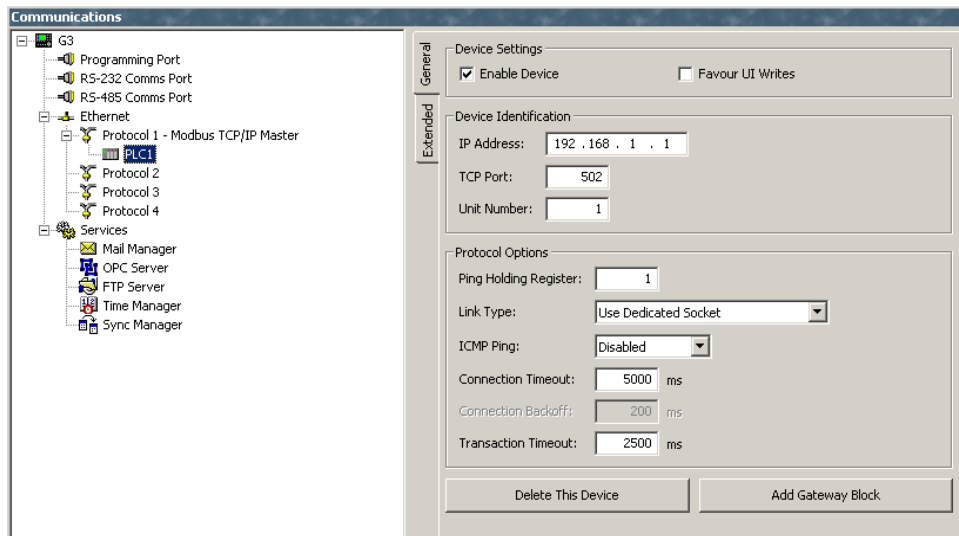 Communications
G3
Programming Port
RS-232 Comms Port
RS-485 Comms Port
Ethernet
Protocol 1 - Modbus TCP/IP Master
PLC1
Protocol 2
Protocol 3
Protocol 4
Services
Mail Manager
OPC Server
FTP Server
Time Manager
Sync Manager
General
Extended
Device Settings
Enable Device Favour UI Writes
Device Identification
IP Address: 192 . 168 . 1 . 1
TCP Port: 502
Unit Number: 1
Protocol Options
Ping Holding Register: 1
Link Type: Use Dedicated Socket
ICMP Ping: Disabled
Connection Timeout: 5000 ms
Connection Backoff: 200 ms
Transaction Timeout: 2500 ms
Delete This Device Add Gateway Block